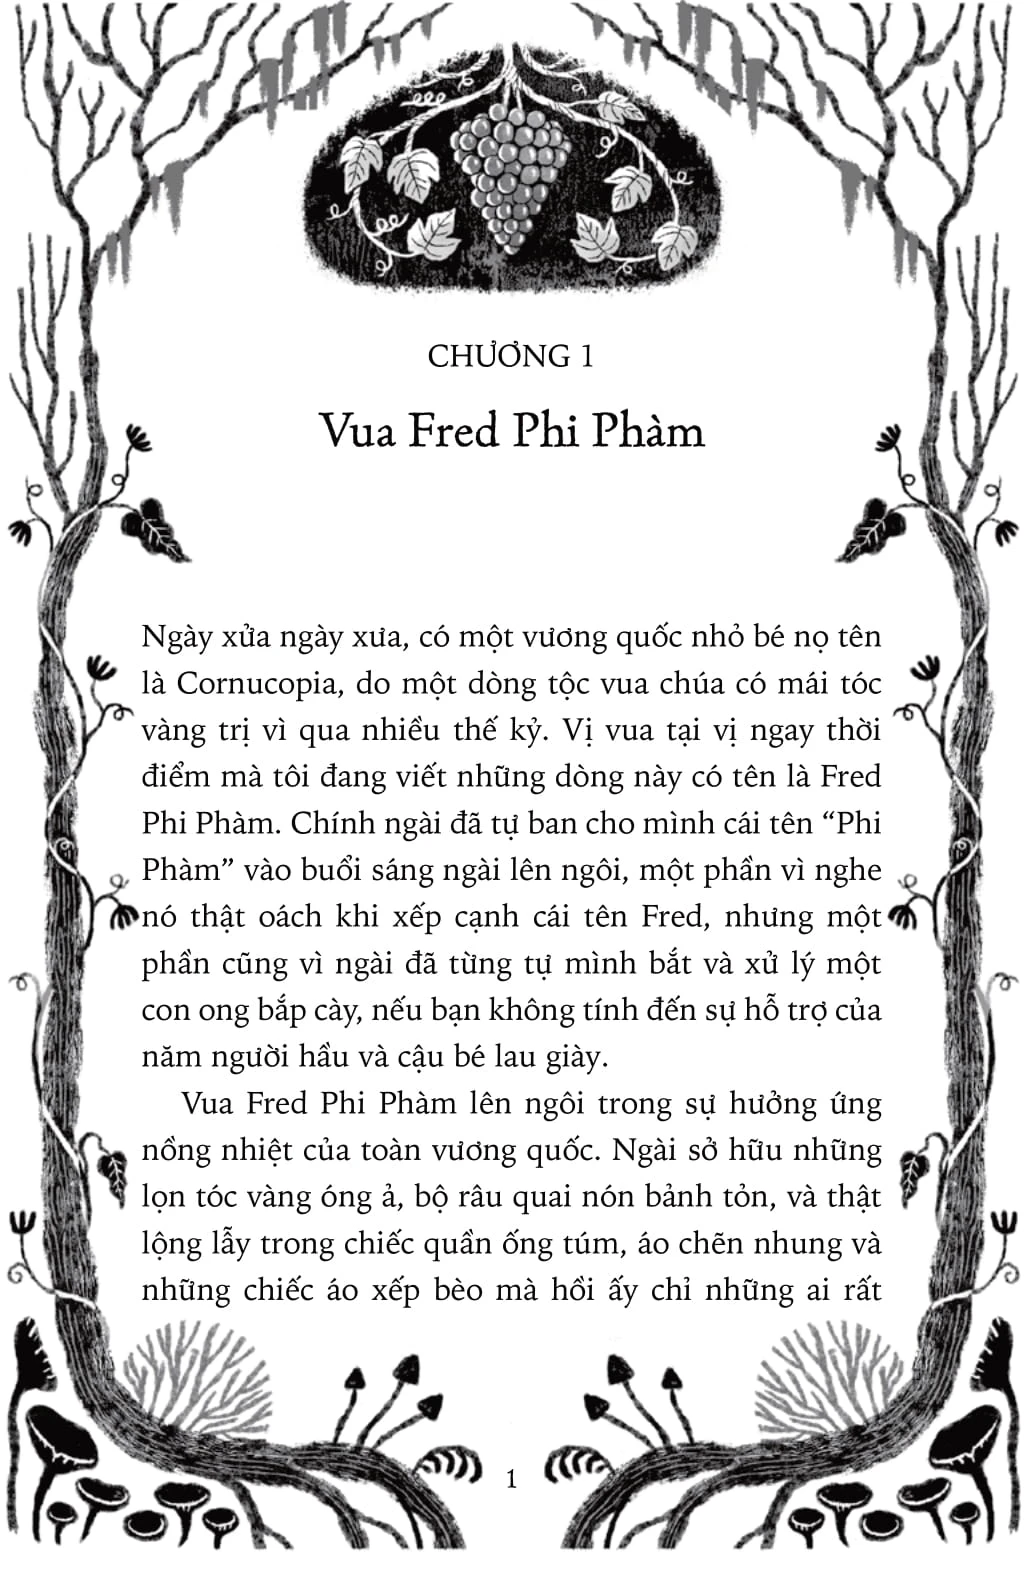 CHƯƠNG 1
Vua Fred Phi Phàm
Ngày xửa ngày xưa, có một vương quốc nhỏ bé nọ tên
là Cornucopia, do một dòng tộc vua chúa có mái tóc
vàng trị vì qua nhiều thế kỷ. Vị vua tại vị ngay thời
điểm mà tôi đang viết những dòng này có tên là Fred
Phi Phàm. Chính ngài đã tự ban cho mình cái tên “Phi
Phàm” vào buổi sáng ngài lên ngôi, một phần vì nghe
nó thật oách khi xếp cạnh cái tên Fred, nhưng một
phần cũng vì ngài đã từng tự mình bắt và xử lý một
con ong bắp cày, nếu bạn không tính đến sự hỗ trợ của
năm người hầu và cậu bé lau giày.
Vua Fred Phi Phàm lên ngôi trong sự hưởng ứng
nồng nhiệt của toàn vương quốc. Ngài sở hữu những
lọn tóc vàng óng ả, bộ râu quai nón bảnh tỏn, và thật
lộng lẫy trong chiếc quần ống túm, áo chẽn nhung và
những chiếc áo xếp bèo mà hồi ấy chỉ những ai rất
1